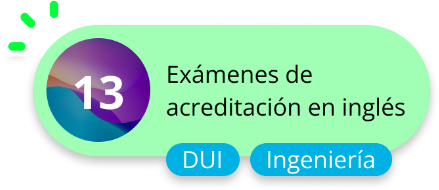 13
Exámenes de
acreditación en inglés
DUI
Ingeniería